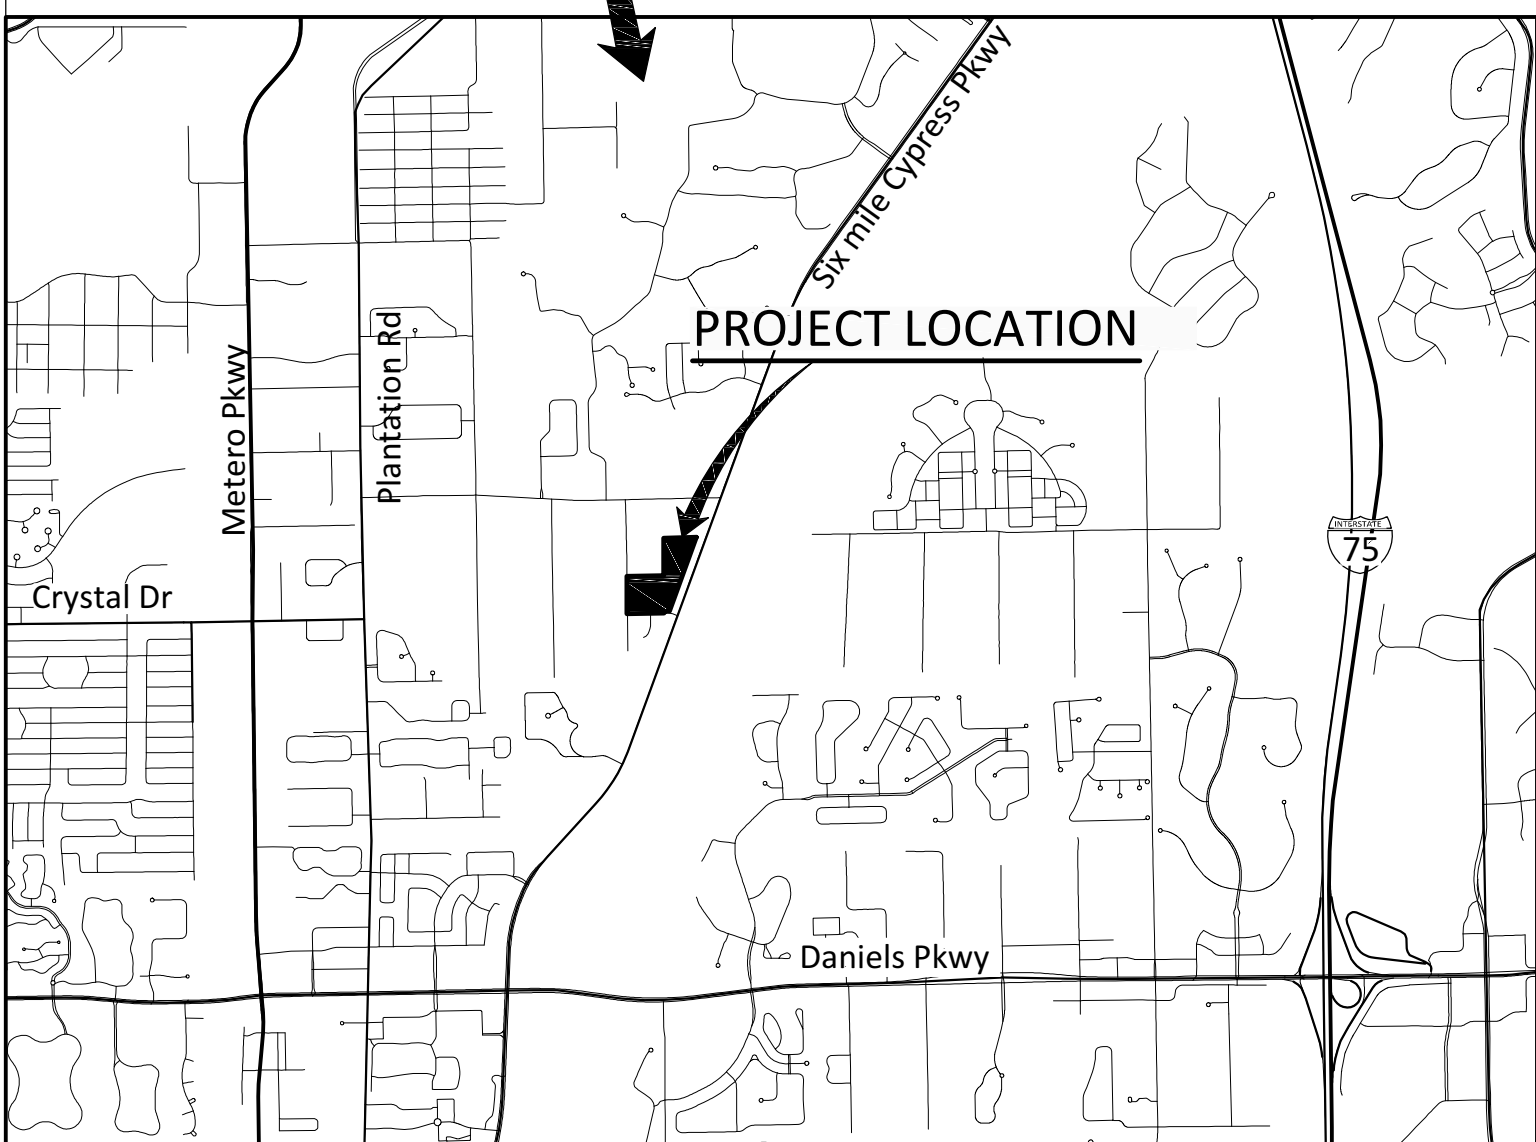 Six mile Cypress Pkwy
PROJECT LOCATION
Metero Pkwy
Plantation Rd
INTERSTATE
75
Crystal Dr
Daniels Pkwy